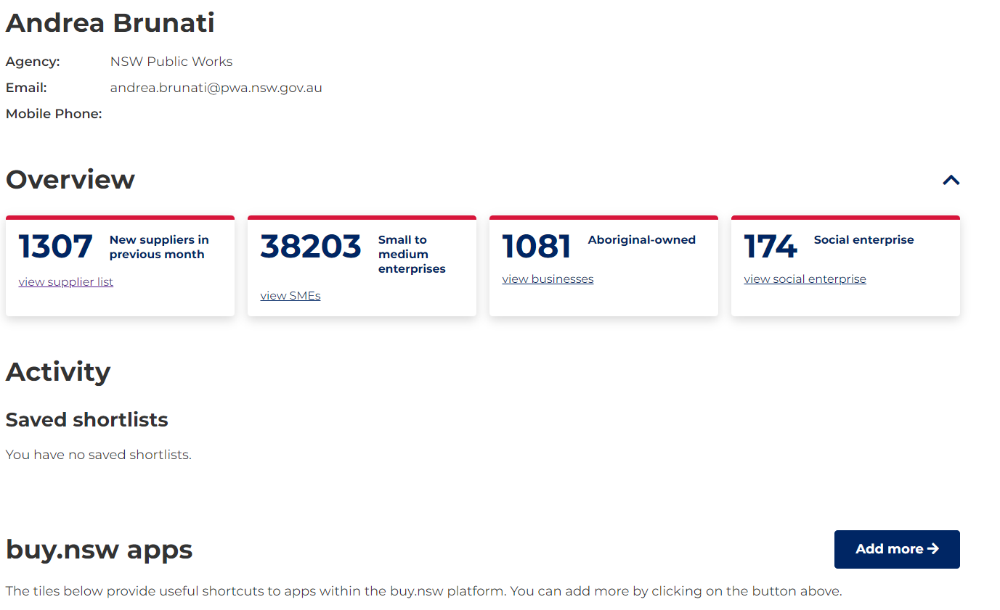 Andrea Brunati
Agency: NSW Public Works
Email: andrea.brunati@pwa.nsw.gov.au
Mobile Phone:
Overview
1307 New suppliers in
previous month
view supplier list
38203 Small to
medium
enterprises
view SMEs
1081 Aboriginal-owned
view businesses
174 Social enterprise
view social enterprise
Activity
Saved shortlists
You have no saved shortlists.
buy.nsw apps
Add more →
The tiles below provide useful shortcuts to apps within the buy.nsw platform. You can add more by clicking on the button above.